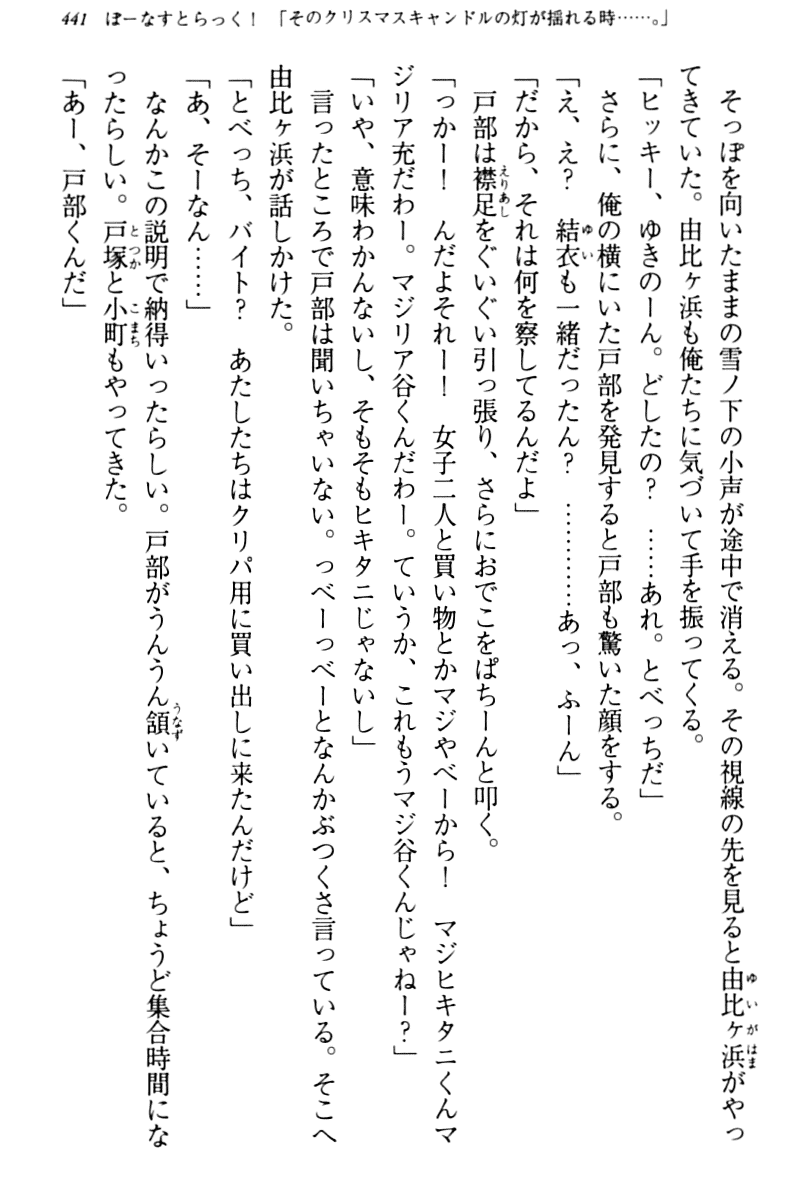 441 ぼーなすとらっく！「そのクリスマスキャンドルの灯が揺れる時……。」
そっぽを向いたままの雪ノ下の小声が途中で消える。その視線の先を見ると由比ヶ浜がやっ
てきていた。由比ヶ浜も俺たちに気づいて手を振ってくる。
「ヒッキー、ゆきのーん。どしたの？　……あれ。とべっちだ」
さらに、俺の横にいた戸部を発見すると戸部も驚いた顔をする。
「え、え？　結衣も一緒だったん？　…………あっ、ふーん」
「だから、それは何を察してるんだよ」
戸部は襟足をぐいぐい引っ張り、さらにおでこをぱちーんと叩く。
「っかー！　んだよそれー！　女子二人と買い物とかマジやべーから！　マジヒキタニくんマ
ジリア充だわー。マジリア谷くんだわー。ていうか、これもうマジ谷くんじゃねー？」
「いや、意味わかんないし、そもそもヒキタニじゃないし」
言ったところで戸部は聞いちゃいない。っべーっべーとなんかぶつくさ言っている。そこへ
由比ヶ浜が話しかけた。
「とべっち、バイト？　あたしたちはクリパ用に買い出しに来たんだけど」
「あ、そーなん……」
なんかこの説明で納得いったらしい。戸部がうんうん頷いていると、ちょうど集合時間にな
ったらしい。戸塚と小町もやってきた。
「あー、戸部くんだ」